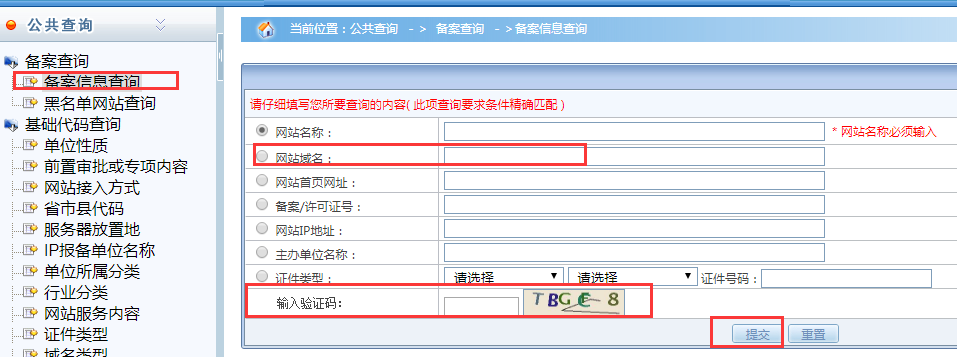 公共查询
备案查询
备案信息查询
黑名单网站查询
基础代码查询
单位性质
前置审批或专项内容
网站接入方式
省市县代码
服务器放置地
IP报备单位名称
单位所属分类
行业分类
网站服务内容
证件类型
域名类型
当前位置：公共查询 -> 备案查询 ->备案信息查询
请仔细填写您所要查询的内容( 此项查询要求条件精确匹配 )
网站名称： * 网站名称必须输入
网站域名：
网站首页网址：
备案/许可证号：
网站IP地址：
主办单位名称：
证件类型： 请选择 请选择 证件号码：
输入验证码： TBGE8
提交 重置